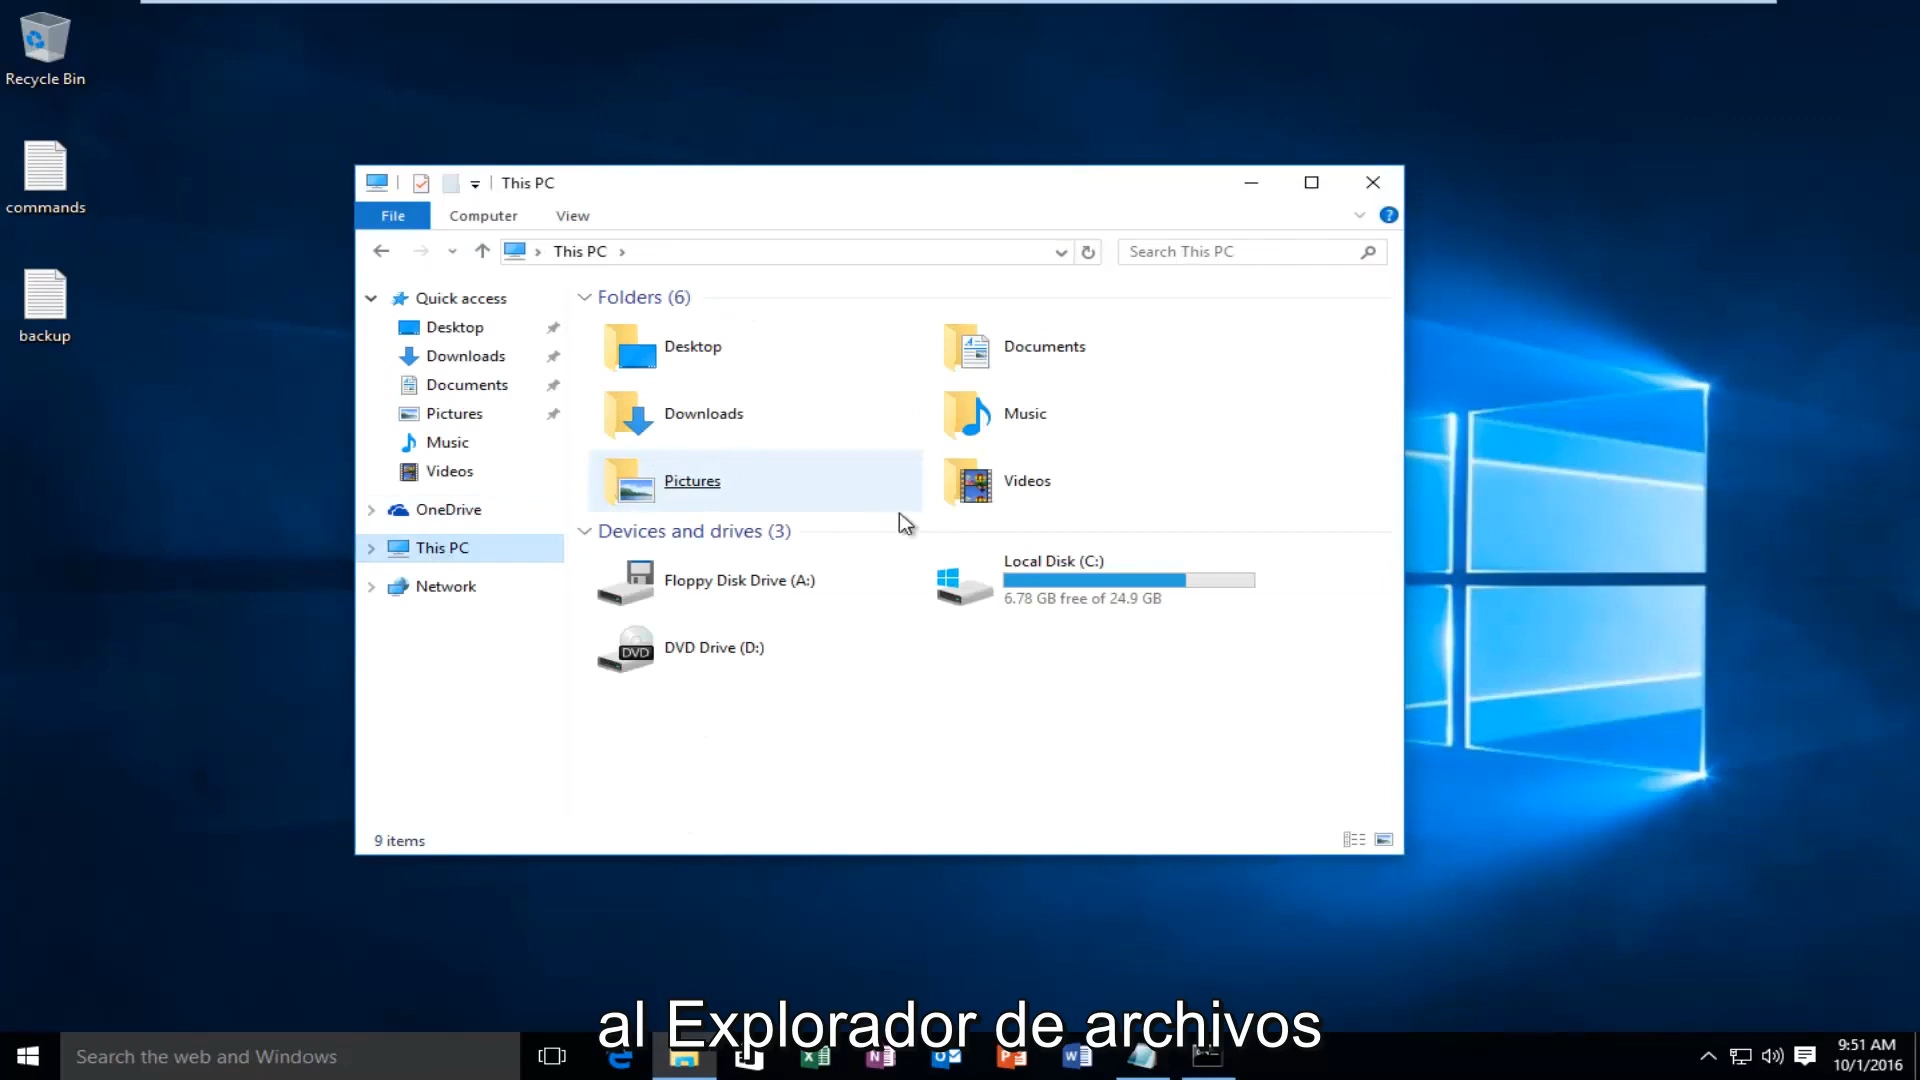 Recycle Bin
commands
backup
This PC
File
Computer
View
This PC
Search This PC
Quick access
Desktop
Downloads
Documents
Pictures
Music
Videos
OneDrive
This PC
Network
Folders (6)
Desktop
Documents
Downloads
Music
Pictures
Videos
Devices and drives (3)
Floppy Disk Drive (A:)
Local Disk (C:)
6.78 GB free of 24.9 GB
DVD
DVD Drive (D:)
9 items
al Explorador de archivos
Search the web and Windows
9:51 AM
10/1/2016